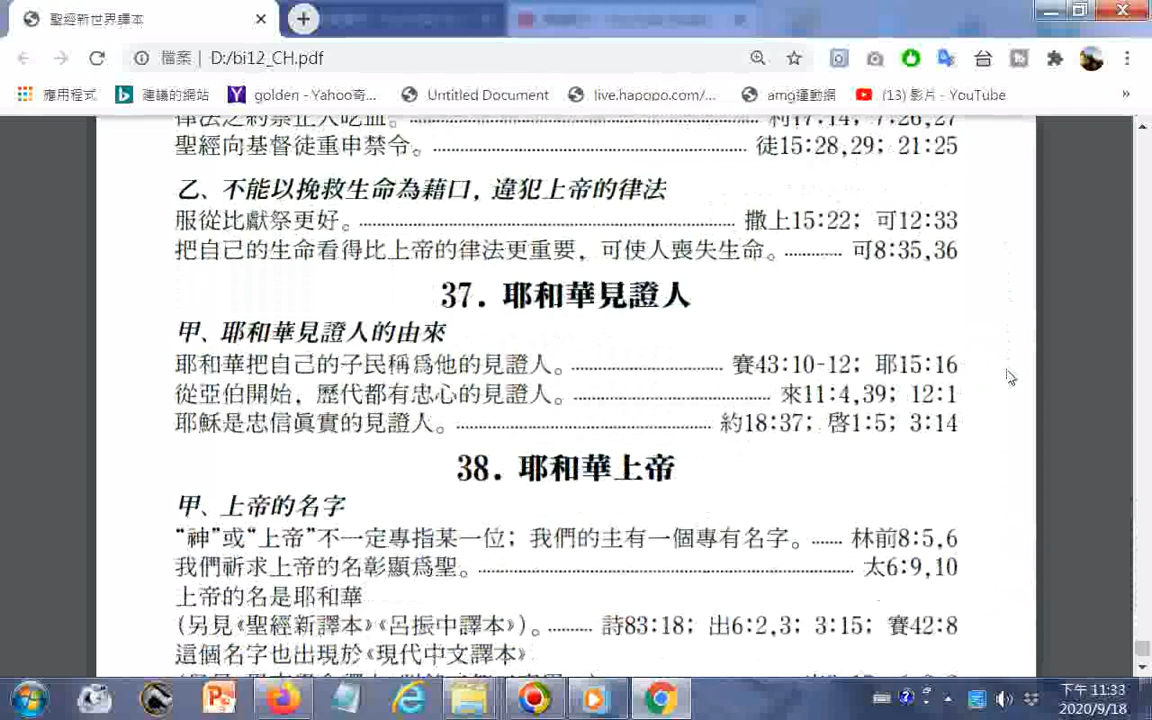 聖經新世界譯本
檔案 | D:/bi12_CH.pdf
應用程式 建議的網站 golden - Yahoo奇... Untitled Document live.hapopo.com/... amg運動網 (13) 影片 - YouTube »
律法之約禁止人吃血。 利17:14; 7:26,27
聖經向基督徒重申禁令。 徒15:28,29; 21:25
乙、不能以挽救生命為藉口，違犯上帝的律法
服從比獻祭更好。 撒上15:22; 可12:33
把自己的生命看得比上帝的律法更重要，可使人喪失生命。 可8:35,36
37. 耶和華見證人
甲、耶和華見證人的由來
耶和華把自己的子民稱爲他的見證人。 賽43:10-12; 耶15:16
從亞伯開始，歷代都有忠心的見證人。 來11:4,39; 12:1
耶穌是忠信眞實的見證人。 約18:37; 啓1:5; 3:14
38. 耶和華上帝
甲、上帝的名字
“神”或“上帝”不一定專指某一位；我們的主有一個專有名字。 林前8:5,6
我們祈求上帝的名彰顯爲聖。 太6:9,10
上帝的名是耶和華
(另見《聖經新譯本》《呂振中譯本》)。 詩83:18; 出6:2,3; 3:15; 賽42:8
這個名字也出現於《現代中文譯本》
下午 11:33
2020/9/18